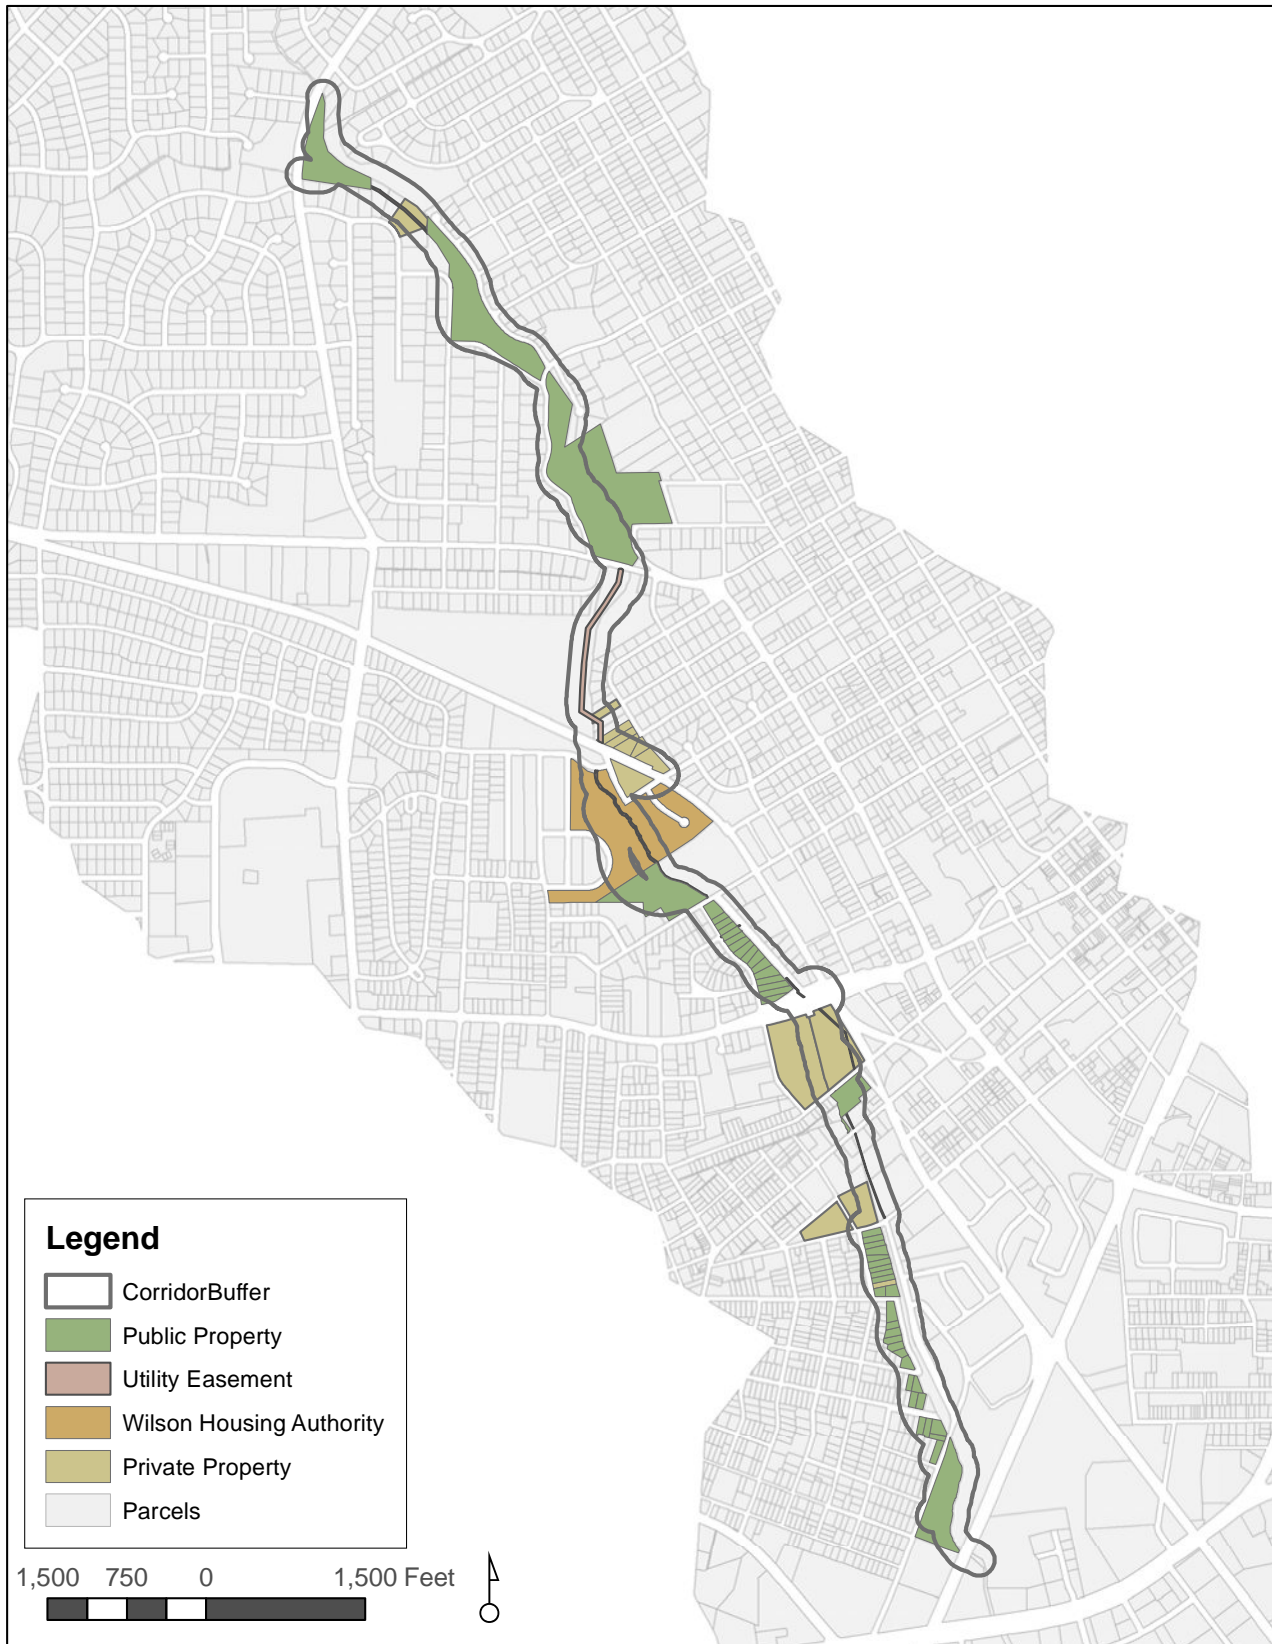 Legend
CorridorBuffer
Public Property
Utility Easement
Wilson Housing Authority
Private Property
Parcels
1,500 750 0 1,500 Feet